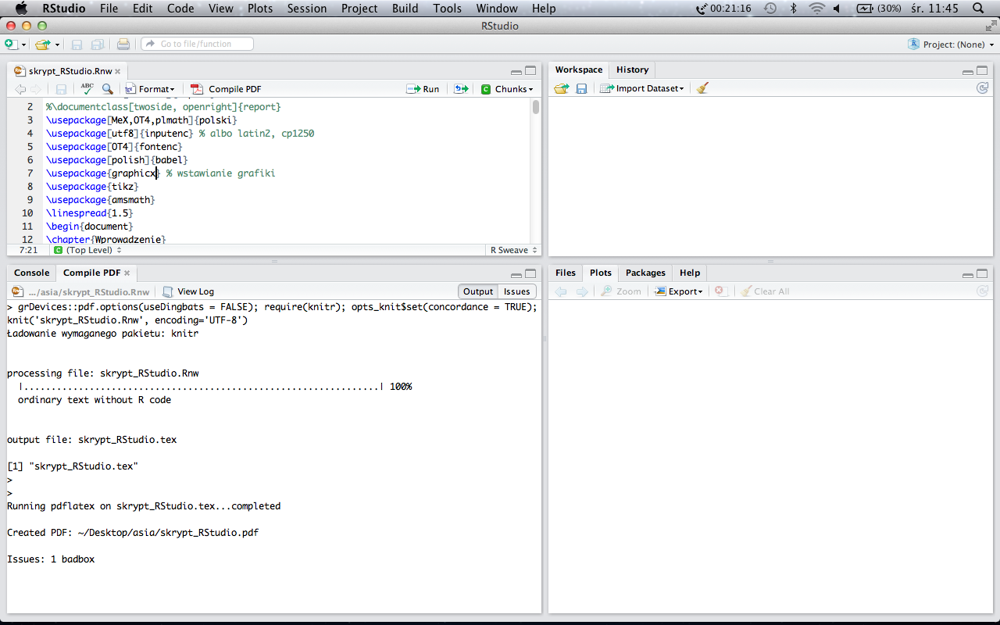 RStudio File Edit Code View Plots Session Project Build Tools Window Help 00:21:16 (30%) śr. 11:45
RStudio
Go to file/function Project: (None)
skrypt_RStudio.Rnw
ABC Format Compile PDF Run Chunks
2 %\documentclass[twoside, openright]{report}
3 \usepackage[MeX,OT4,plmath]{polski}
4 \usepackage[utf8]{inputenc} % albo latin2, cp1250
5 \usepackage[OT4]{fontenc}
6 \usepackage[polish]{babel}
7 \usepackage{graphicx} % wstawianie grafiki
8 \usepackage{tikz}
9 \usepackage{amsmath}
10 \linespread{1.5}
11 \begin{document}
12 \chapter{Wprowadzenie}
7:21 C (Top Level) R Sweave
Workspace History
Import Dataset
Console Compile PDF
.../asia/skrypt_RStudio.Rnw View Log Output Issues
> grDevices::pdf.options(useDingbats = FALSE); require(knitr); opts_knit$set(concordance = TRUE);
knit('skrypt_RStudio.Rnw', encoding='UTF-8')
Ładowanie wymaganego pakietu: knitr
processing file: skrypt_RStudio.Rnw
|.................................................................| 100%
ordinary text without R code
output file: skrypt_RStudio.tex
[1] "skrypt_RStudio.tex"
>
>
Running pdflatex on skrypt_RStudio.tex...completed
Created PDF: ~/Desktop/asia/skrypt_RStudio.pdf
Issues: 1 badbox
Files Plots Packages Help
Zoom Export Clear All